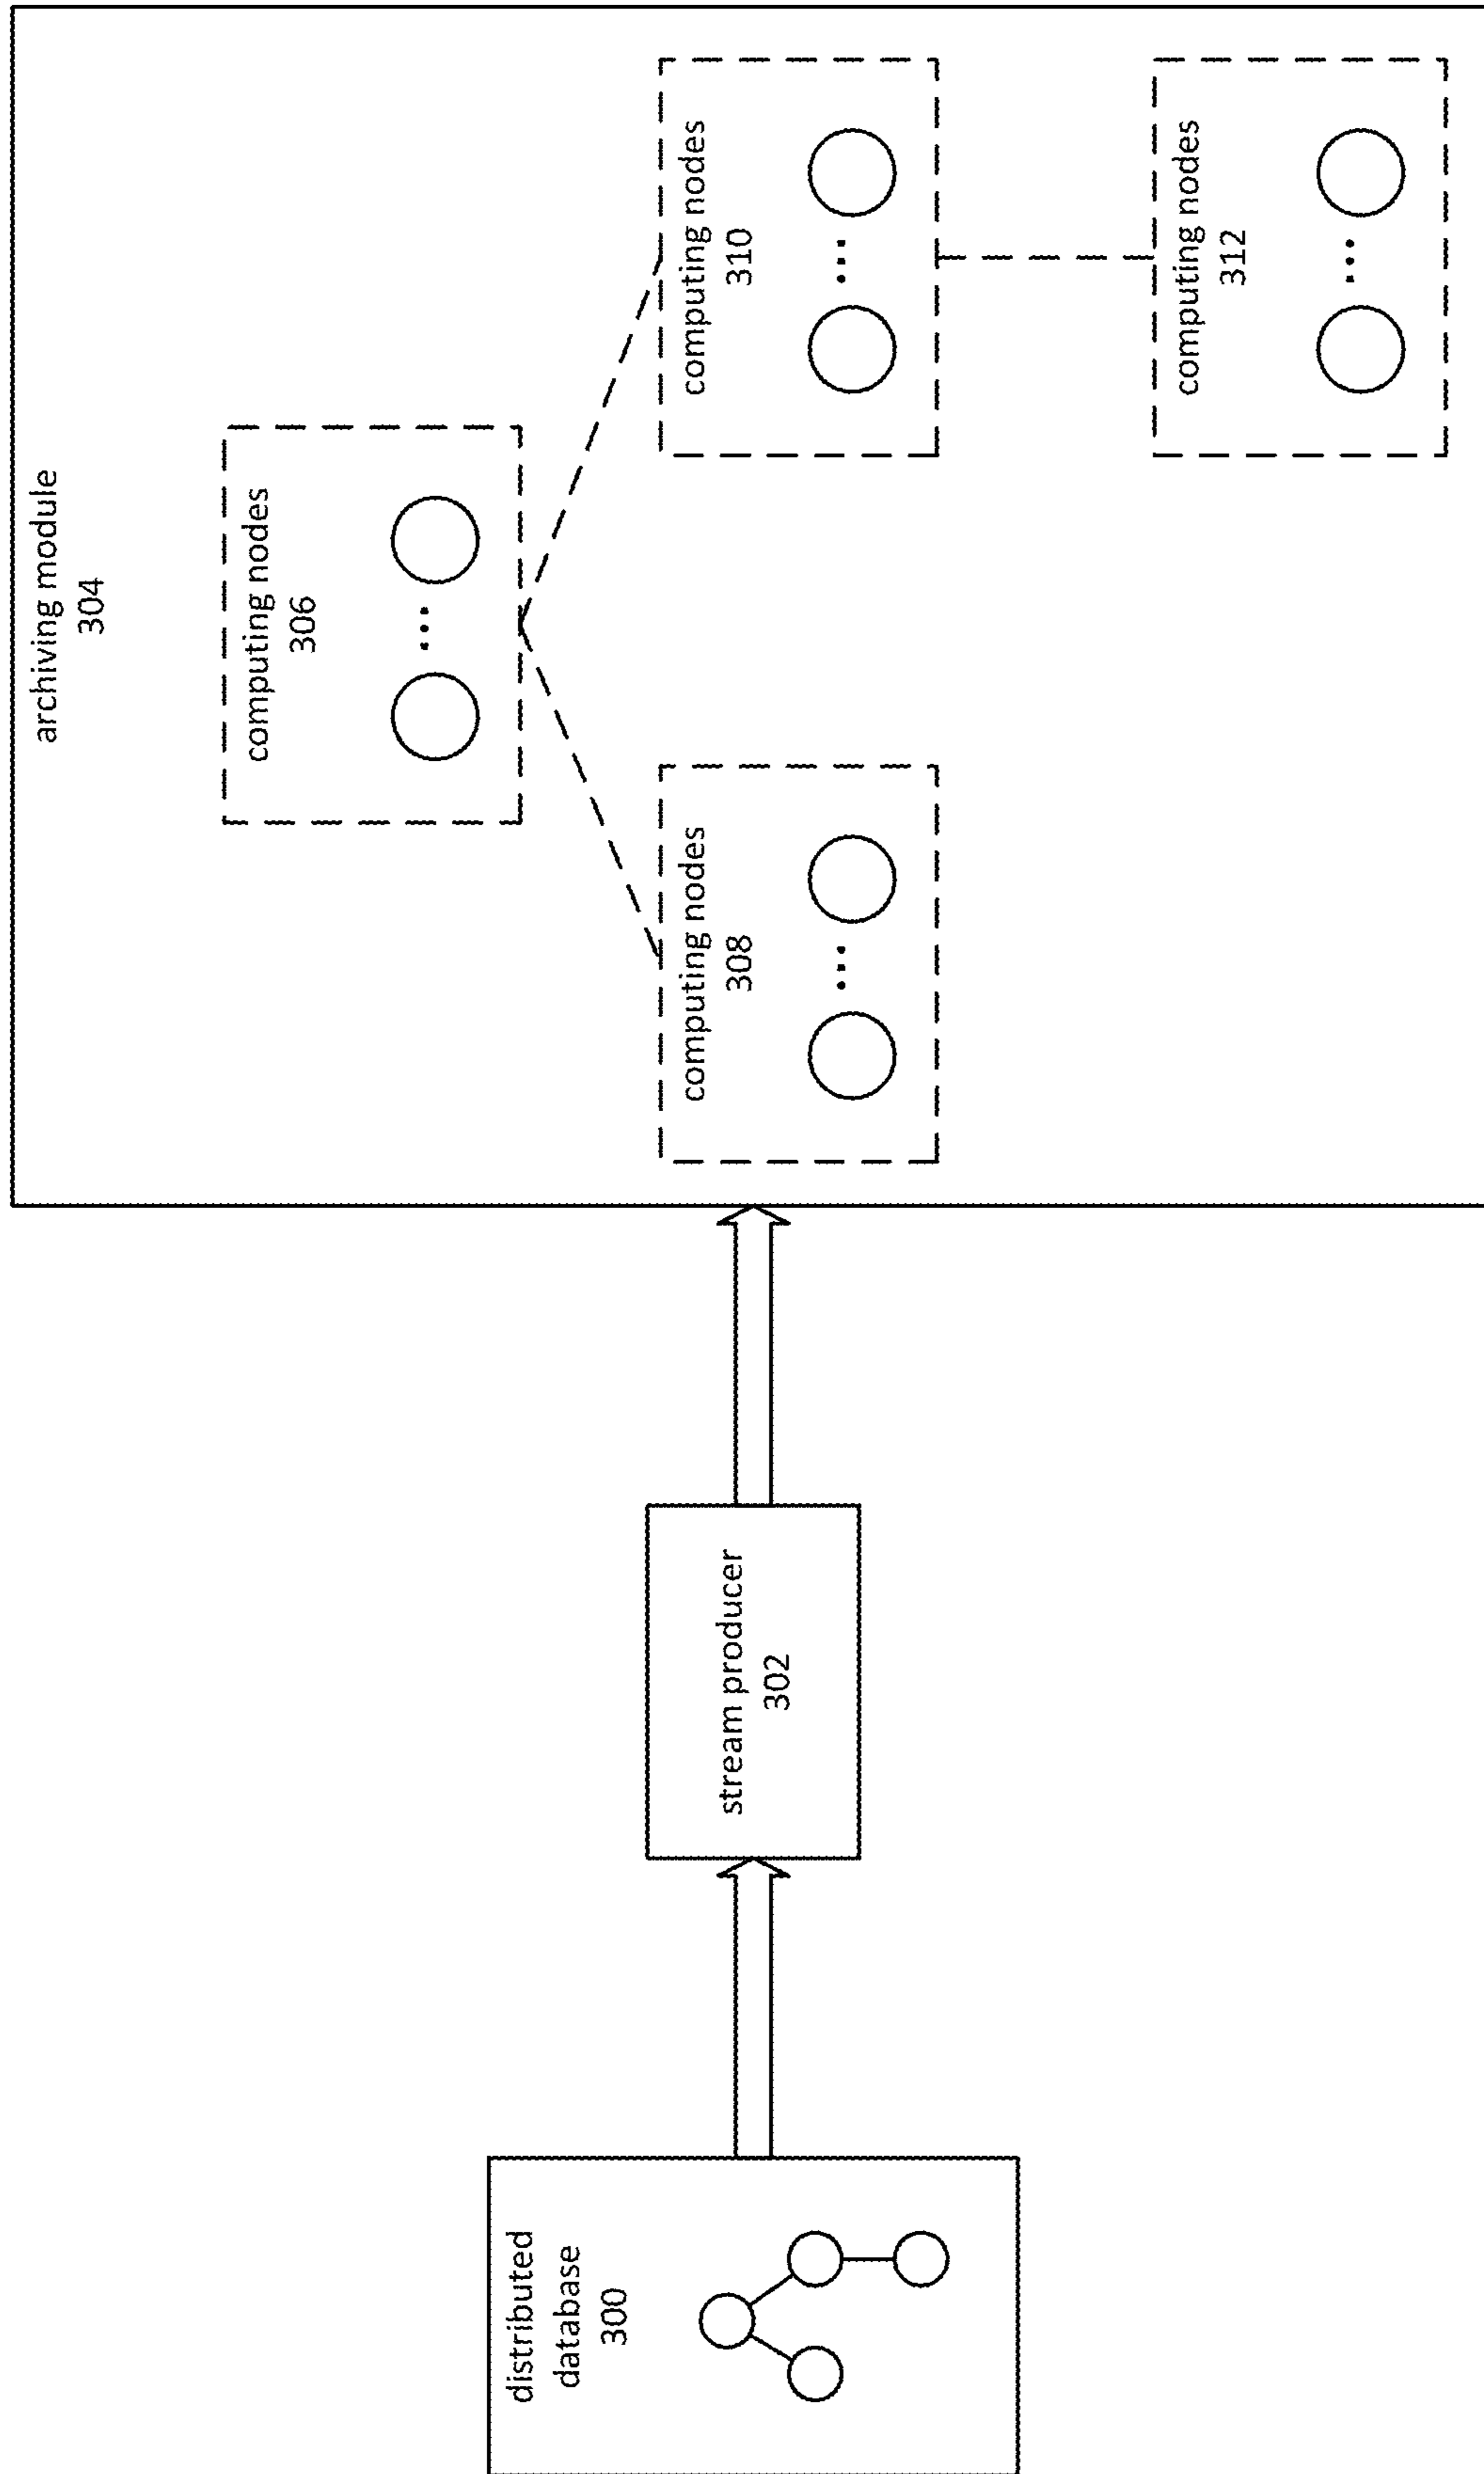 distributed
database
300
stream producer
302
archiving module
304
computing nodes
306
computing nodes
308
computing nodes
310
computing nodes
312